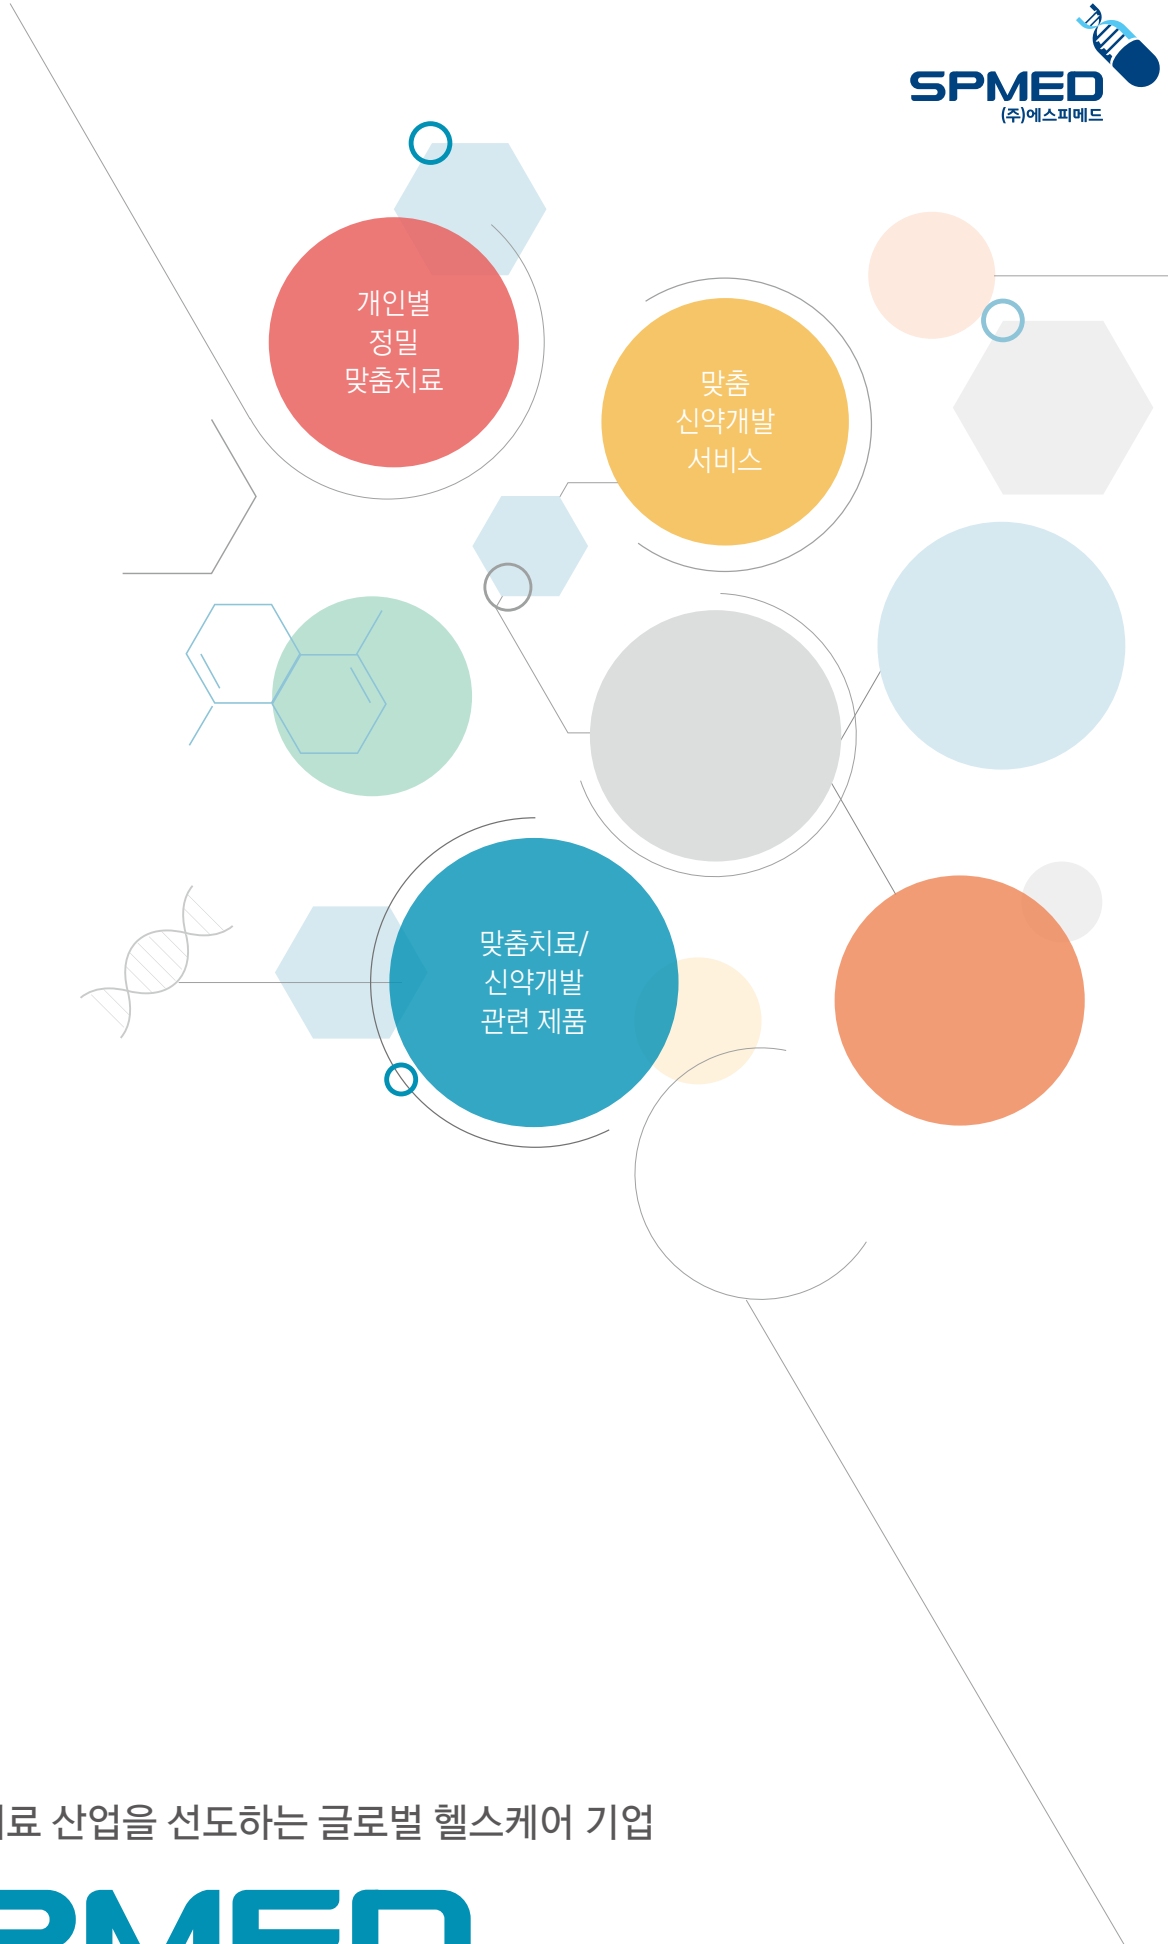 SPMED
(주)에스피메드
개인별
정밀
맞춤치료
맞춤
신약개발
서비스
맞춤치료/
신약개발
관련 제품
산업을 선도하는 글로벌 헬스케어 기업